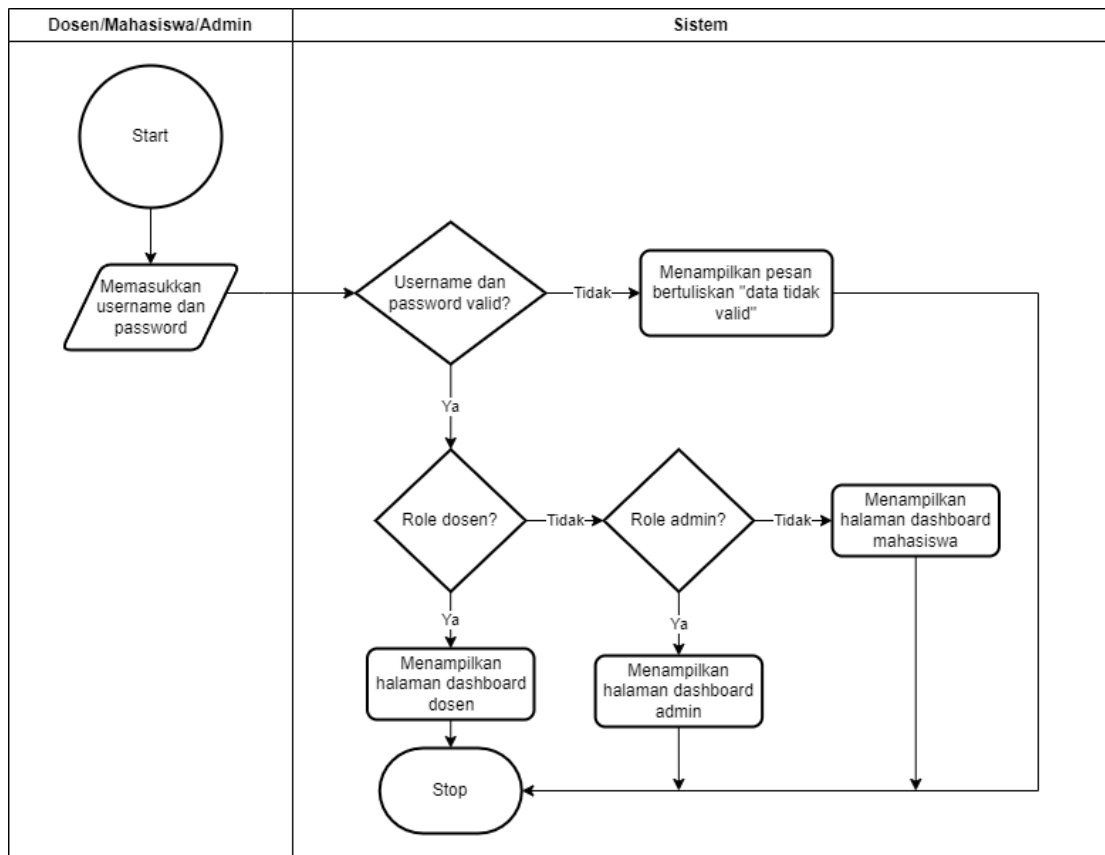 Dosen/Mahasiswa/Admin
Sistem
Start
Memasukkan
username dan
password
Username dan
password valid?
Tidak
Menampilkan pesan
bertuliskan "data tidak
valid"
Ya
Role dosen?
Tidak
Role admin?
Tidak
Menampilkan
halaman dashboard
mahasiswa
Ya
Ya
Menampilkan
halaman dashboard
dosen
Menampilkan
halaman dashboard
admin
Stop